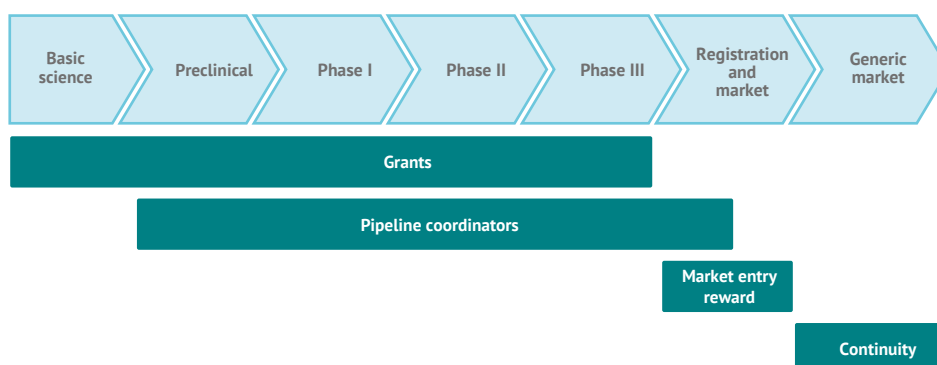 Basic
science
Preclinical
Phase I
Phase II
Phase III
Registration
and
market
Generic
market
Grants
Pipeline coordinators
Market entry
reward
Continuity